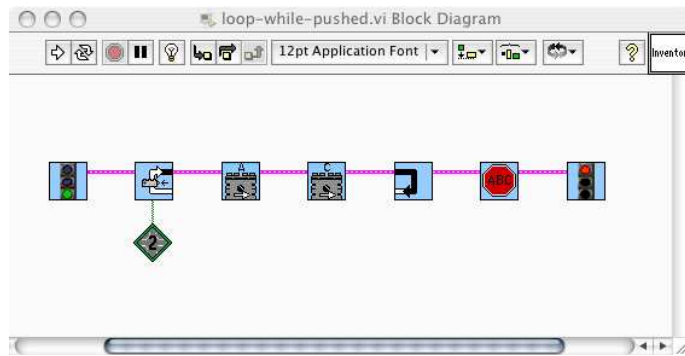 loop-while-pushed.vi Block Diagram
12pt Application Font
?
Inventor
A
C
ABC
2